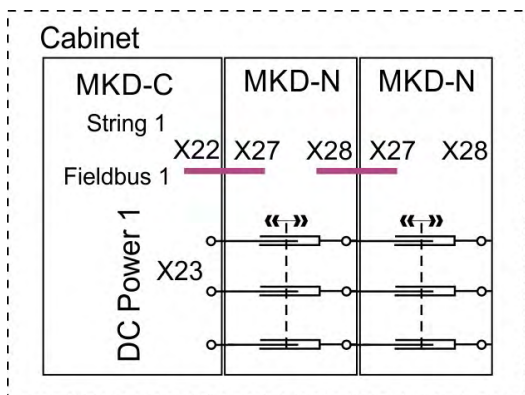 Cabinet
MKD-C MKD-N MKD-N
String 1
X22 X27 X28 X27 X28
Fieldbus 1
DC Power 1
X23